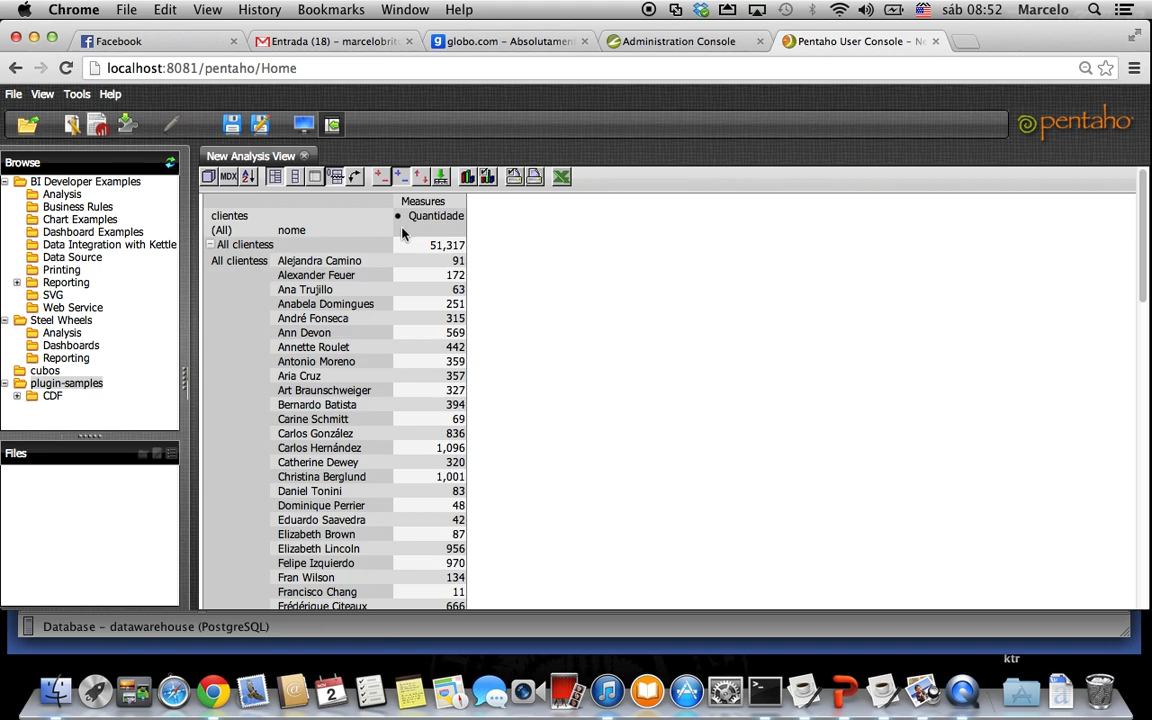 Chrome File Edit View History Bookmarks Window Help sáb 08:52 Marcelo
Facebook Entrada (18) – marcelobrito globo.com – Absolutament Administration Console Pentaho User Console – Ne
localhost:8081/pentaho/Home
File View Tools Help
pentaho
Browse
BI Developer Examples
Analysis
Business Rules
Chart Examples
Dashboard Examples
Data Integration with Kettle
Data Source
Printing
Reporting
SVG
Web Service
Steel Wheels
Analysis
Dashboards
Reporting
cubos
plugin-samples
CDF
Files
New Analysis View
MDX
Measures
clientes Quantidade
(All) nome
All clientess 51,317
All clientess Alejandra Camino 91
Alexander Feuer 172
Ana Trujillo 63
Anabela Domingues 251
André Fonseca 315
Ann Devon 569
Annette Roulet 442
Antonio Moreno 359
Aria Cruz 357
Art Braunschweiger 327
Bernardo Batista 394
Carine Schmitt 69
Carlos González 836
Carlos Hernández 1,096
Catherine Dewey 320
Christina Berglund 1,001
Daniel Tonini 83
Dominique Perrier 48
Eduardo Saavedra 42
Elizabeth Brown 87
Elizabeth Lincoln 956
Felipe Izquierdo 970
Fran Wilson 134
Francisco Chang 11
Frédérique Citeaux 666
Database – datawarehouse (PostgreSQL)
ktr